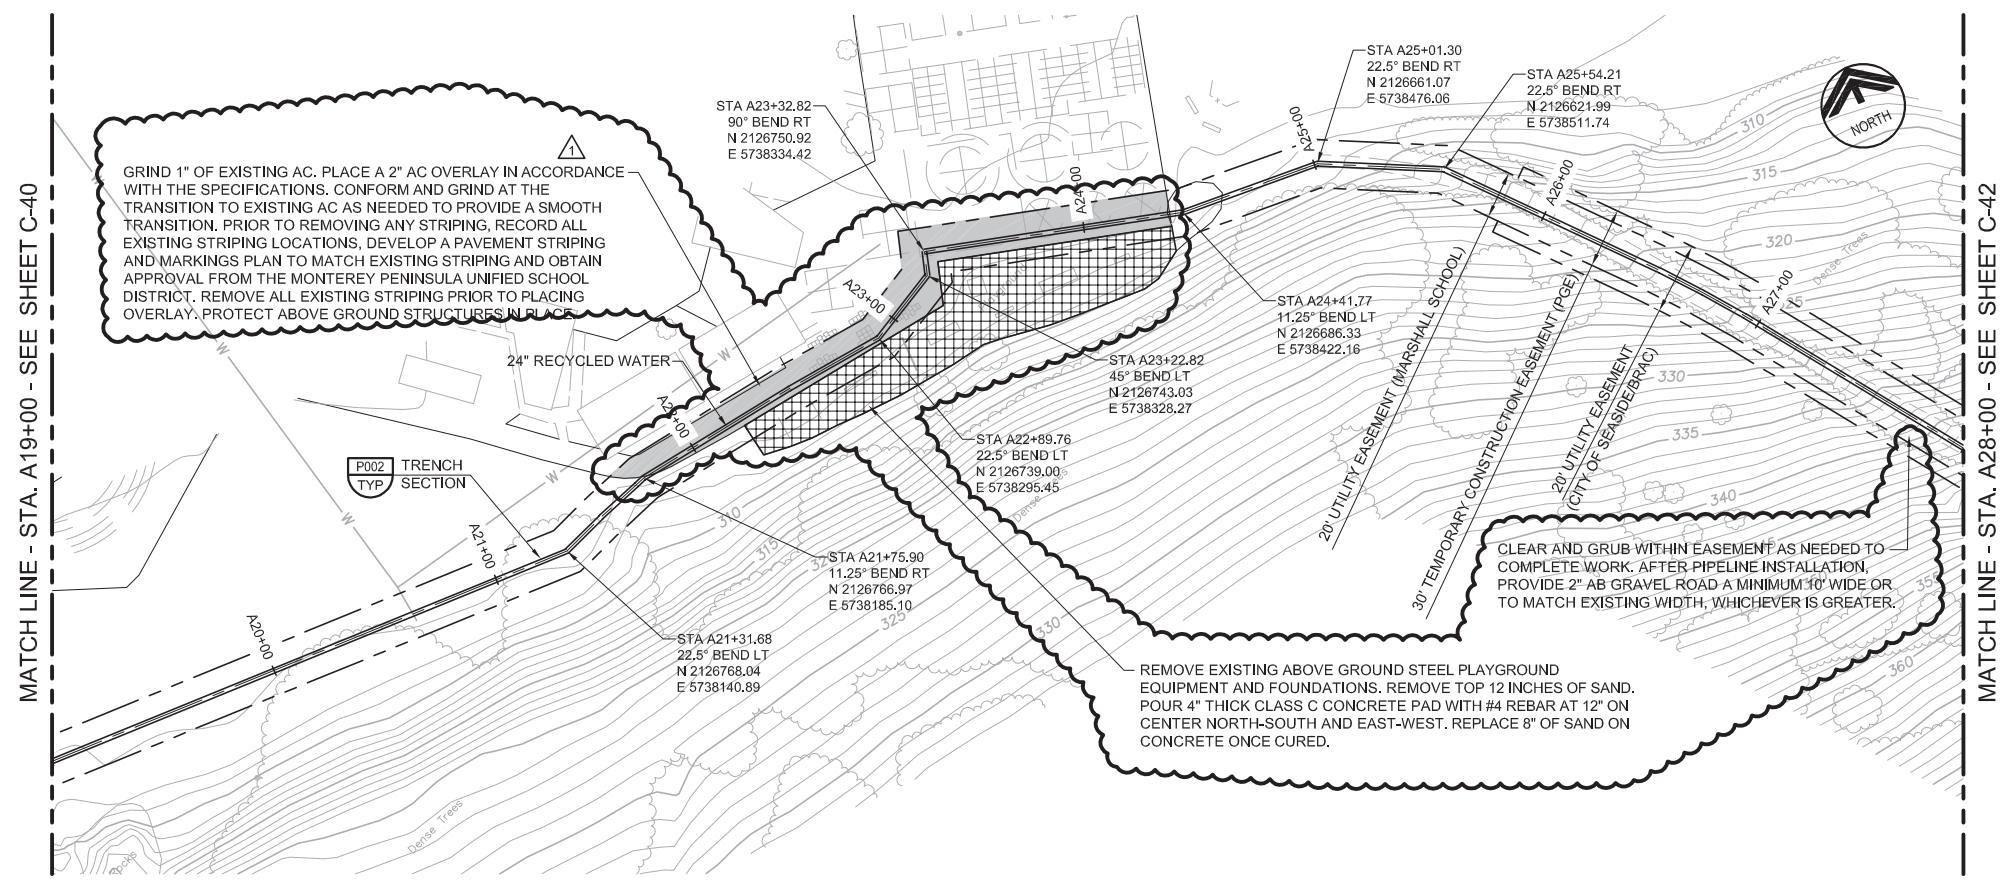 MATCH LINE - STA. A19+00 - SEE SHEET C-40
1
GRIND 1" OF EXISTING AC. PLACE A 2" AC OVERLAY IN ACCORDANCE
WITH THE SPECIFICATIONS. CONFORM AND GRIND AT THE
TRANSITION TO EXISTING AC AS NEEDED TO PROVIDE A SMOOTH
TRANSITION. PRIOR TO REMOVING ANY STRIPING, RECORD ALL
EXISTING STRIPING LOCATIONS, DEVELOP A PAVEMENT STRIPING
AND MARKINGS PLAN TO MATCH EXISTING STRIPING AND OBTAIN
APPROVAL FROM THE MONTEREY PENINSULA UNIFIED SCHOOL
DISTRICT. REMOVE ALL EXISTING STRIPING PRIOR TO PLACING
OVERLAY. PROTECT ABOVE GROUND STRUCTURES IN PLACE.
24" RECYCLED WATER
P002
TYP
TRENCH
SECTION
W
W
W
W
A20+00
A21+00
A22+00
A23+00
A24+00
A25+00
A26+00
A27+00
STA A23+32.82
90° BEND RT
N 2126750.92
E 5738334.42
STA A25+01.30
22.5° BEND RT
N 2126661.07
E 5738476.06
STA A25+54.21
22.5° BEND RT
N 2126621.99
E 5738511.74
NORTH
STA A24+41.77
11.25° BEND LT
N 2126686.33
E 5738422.16
STA A23+22.82
45° BEND LT
N 2126743.03
E 5738328.27
STA A22+89.76
22.5° BEND LT
N 2126739.00
E 5738295.45
STA A21+75.90
11.25° BEND RT
N 2126766.97
E 5738185.10
STA A21+31.68
22.5° BEND LT
N 2126768.04
E 5738140.89
20' UTILITY EASEMENT (MARSHALL SCHOOL)
30' TEMPORARY CONSTRUCTION EASEMENT (PGE)
20' UTILITY EASEMENT
(CITY OF SEASIDE/BRAC)
CLEAR AND GRUB WITHIN EASEMENT AS NEEDED TO
COMPLETE WORK. AFTER PIPELINE INSTALLATION,
PROVIDE 2" AB GRAVEL ROAD A MINIMUM 10' WIDE OR
TO MATCH EXISTING WIDTH, WHICHEVER IS GREATER.
REMOVE EXISTING ABOVE GROUND STEEL PLAYGROUND
EQUIPMENT AND FOUNDATIONS. REMOVE TOP 12 INCHES OF SAND.
POUR 4" THICK CLASS C CONCRETE PAD WITH #4 REBAR AT 12" ON
CENTER NORTH-SOUTH AND EAST-WEST. REPLACE 8" OF SAND ON
CONCRETE ONCE CURED.
310
315
320
325
330
335
340
345
355
360
310
315
325
330
Dense Trees
Dense Trees
Dense Trees
Rocks
MATCH LINE - STA. A28+00 - SEE SHEET C-42